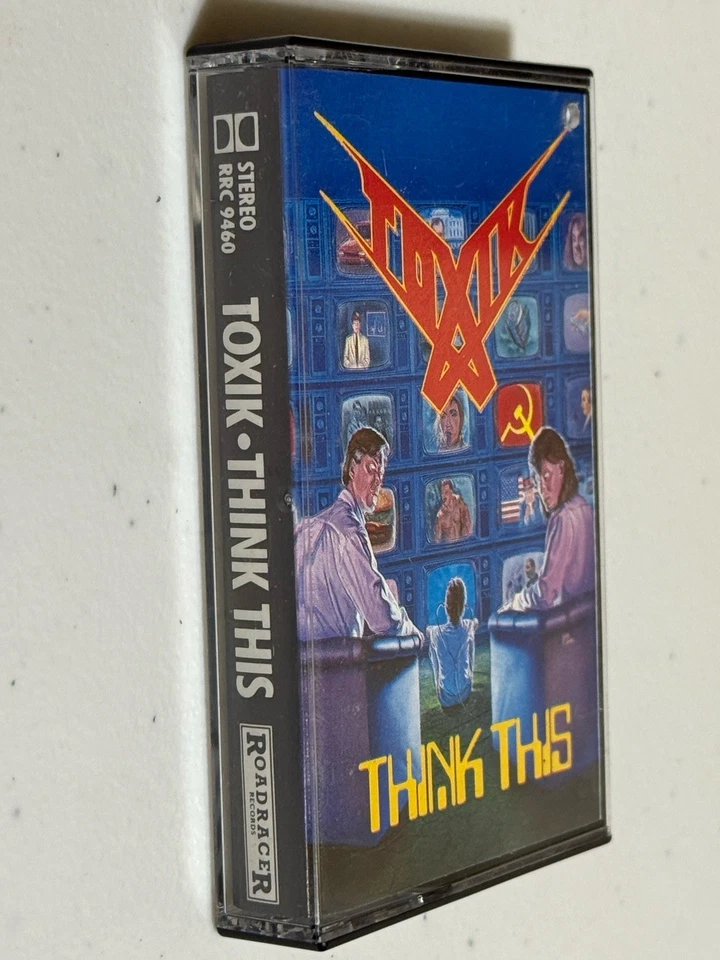 STEREO
RRC 9460
TOXIK • THINK THIS
ROADRACER
RECORDS
TOXIK
THINK THIS